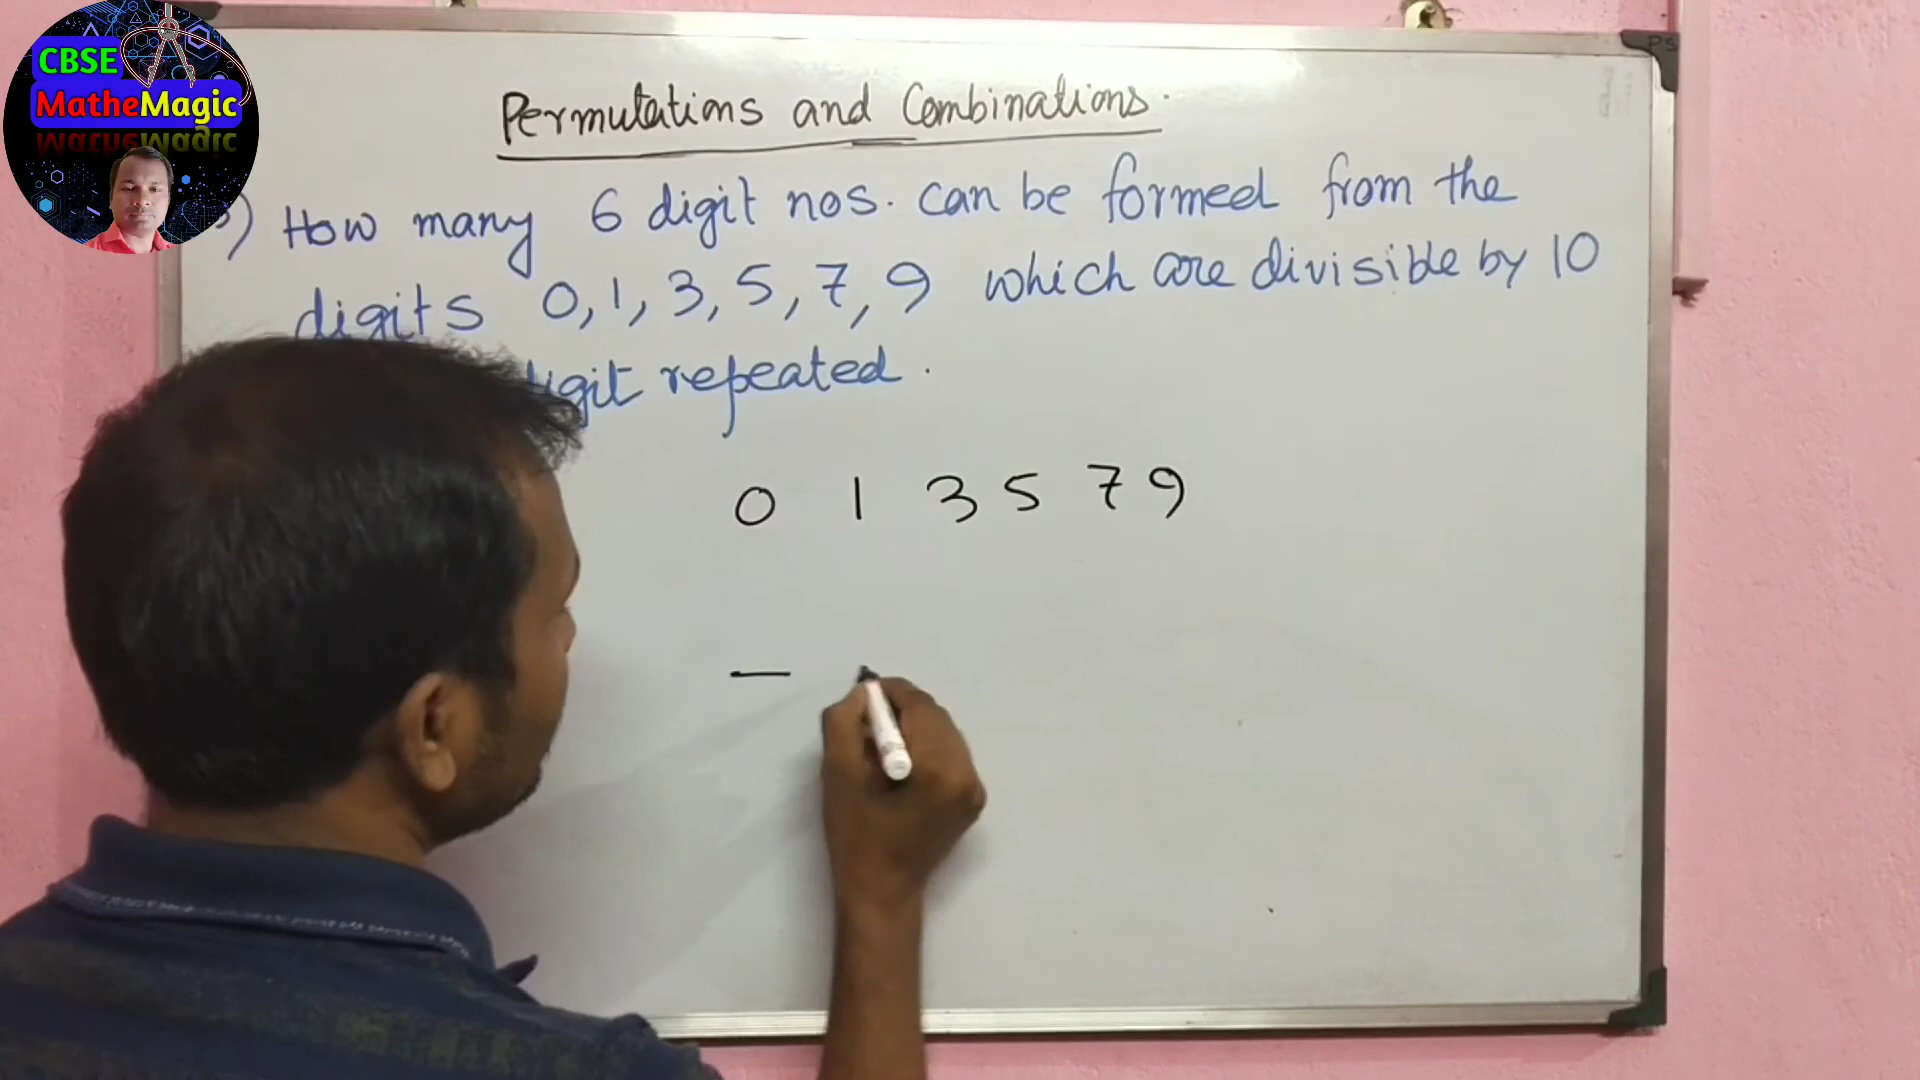 CBSE
MatheMagic
Permutations and Combinations.
) How many 6 digit nos. can be formed from the
digits 0, 1, 3, 5, 7, 9 which are divisible by 10
digit repeated.
0 1 3 5 7 9